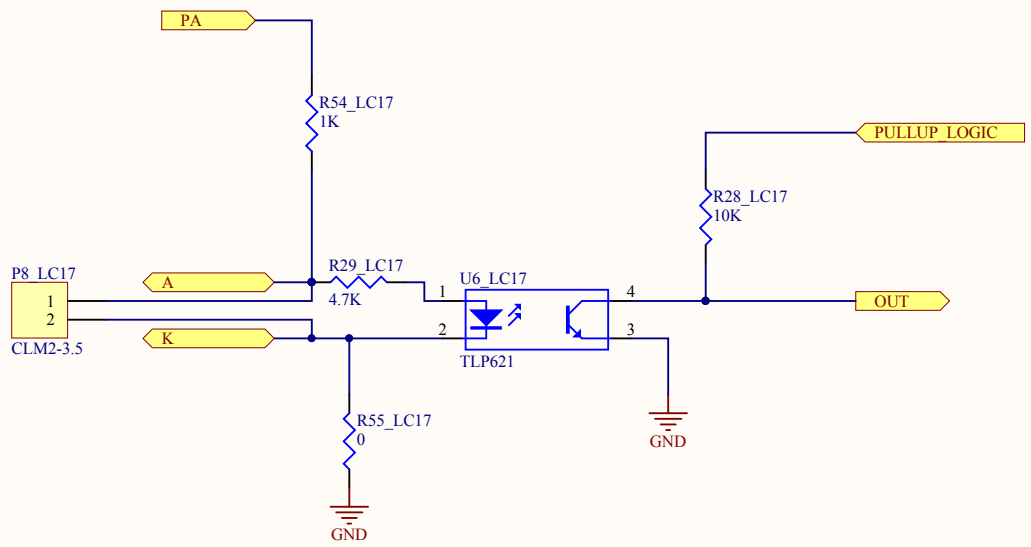 PA
R54_LC17
1K
PULLUP_LOGIC
R28_LC17
10K
P8_LC17
A
R29_LC17
U6_LC17
1
4.7K
1
4
OUT
2
K
2
3
CLM2-3.5
TLP621
R55_LC17
0
GND
GND